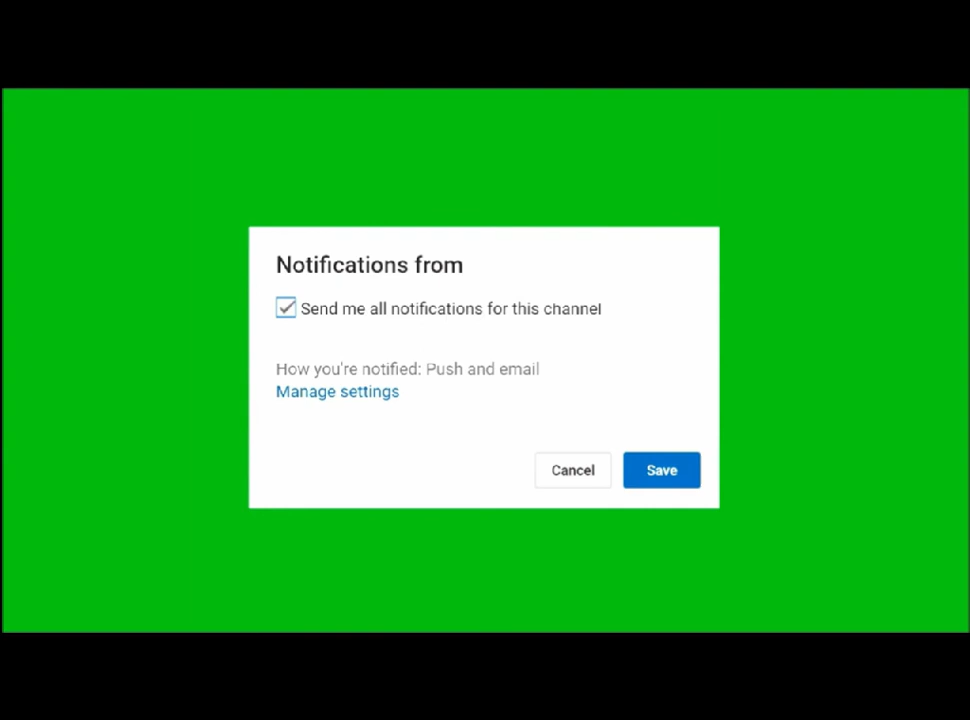 Notifications from
Send me all notifications for this channel
How you're notified: Push and email
Manage settings
Cancel Save